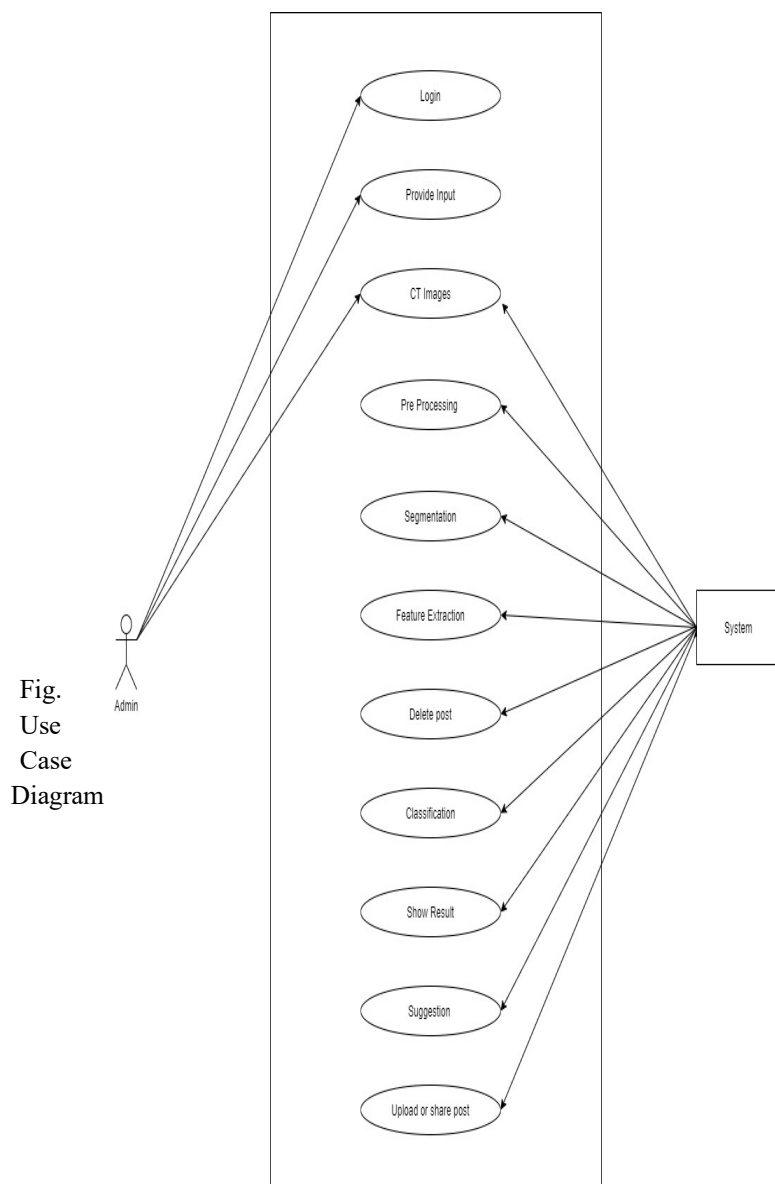 Login
Provide Input
CT Images
Pre Processing
Segmentation
Feature Extraction
System
Admin
Fig.
Use
Case
Diagram
Delete post
Classification
Show Result
Suggestion
Upload or share post